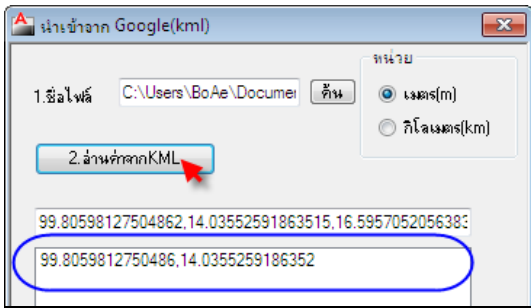 นำเข้าจาก Google(kml)
หน่วย
1.ชื่อไฟล์ C:\Users\BoAe\Documen ค้น
เมตร(m)
กิโลเมตร(km)
2.อ่านค่าจากKML
99.80598127504862,14.03552591863515,16.5957052056383
99.8059812750486,14.0355259186352